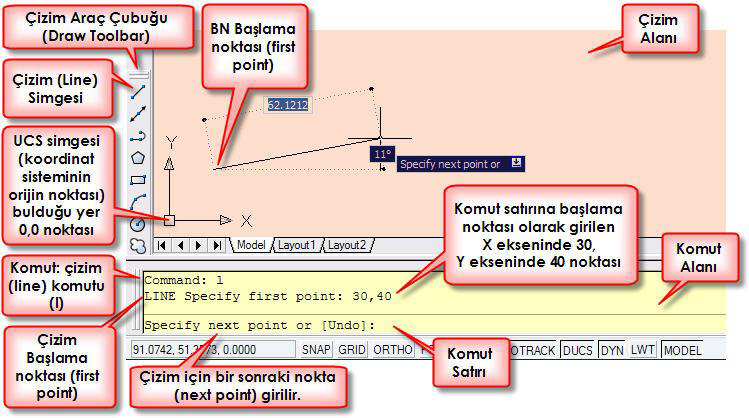 Çizim Araç Çubuğu
(Draw Toolbar)
BN Başlama
noktası (first
point)
Çizim
Alanı
Çizim (Line)
Simgesi
62,1212
11°
Specify next point or
UCS simgesi
(koordinat
sisteminin
orijin noktası)
bulduğu yer
0,0 noktası
Y
X
Model Layout1 Layout2
Komut satırına başlama
noktası olarak girilen
X ekseninde 30,
Y ekseninde 40 noktası
Komut
Alanı
Komut: çizim
(line) komutu
(l)
Command: l
LINE Specify first point: 30,40
Specify next point or [Undo]:
Çizim
Başlama
noktası (first
point)
91.0742, 0.0000
SNAP GRID ORTHO OTRACK DUCS DYN LWT MODEL
Çizim için bir sonraki nokta
(next point) girilir.
Komut
Satırı